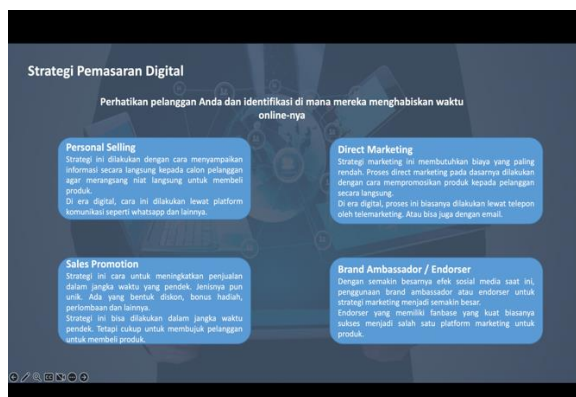 Strategi Pemasaran Digital
Perhatikan pelanggan Anda dan identifikasi di mana mereka menghabiskan waktu
online-nya
Personal Selling
Strategi ini dilakukan dengan cara menyampaikan
informasi secara langsung kepada calon pelanggan
agar merangsang niat langsung untuk membeli
produk.
Di era digital, cara ini dilakukan lewat platform
komunikasi seperti whatsapp dan lainnya.
Direct Marketing
Strategi marketing ini membutuhkan biaya yang paling
rendah. Proses direct marketing pada dasarnya dilakukan
dengan cara mempromosikan produk kepada pelanggan
secara langsung.
Di era digital, proses ini biasanya dilakukan lewat telepon
oleh telemarketing. Atau bisa juga dengan email.
Sales Promotion
Strategi ini cara untuk meningkatkan penjualan
dalam jangka waktu yang pendek. Jenisnya pun
unik. Ada yang bentuk diskon, bonus hadiah,
perlombaan dan lainnya.
Strategi ini bisa dilakukan dalam jangka waktu
pendek. Tetapi cukup untuk membujuk pelanggan
untuk membeli produk.
Brand Ambassador / Endorser
Dengan semakin besarnya efek sosial media saat ini,
penggunaan brand ambassador atau endorser untuk
strategi marketing menjadi semakin besar.
Endorser yang memiliki fanbase yang kuat biasanya
sukses menjadi salah satu platform marketing untuk
produk.